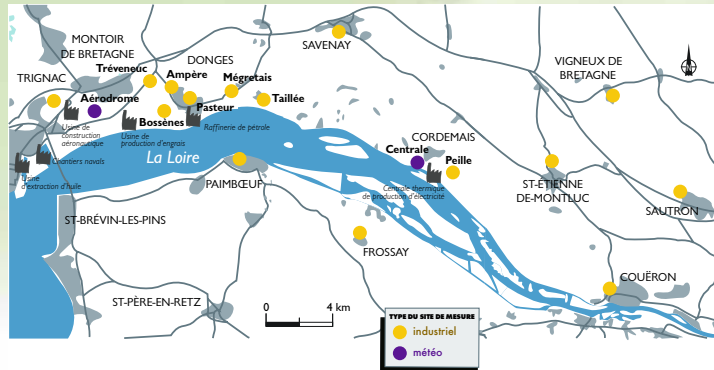 MONTOIR
DE BRETAGNE
SAVENAY
DONGES
VIGNEUX DE
BRETAGNE
Tréveneuc
Ampère
Mégretais
TRIGNAC
Aérodrome
Pasteur
Taillée
Bossènes
Usine de
construction
aéronautique
Usine de
production d'engrais
Raffinerie de pétrole
CORDEMAIS
Centrale
Peille
La Loire
Chantiers navals
Usine
d'extraction d'huile
PAIMBŒUF
Centrale thermique
de production d'électricité
ST-ETIENNE
DE-MONTLUC
SAUTRON
ST-BRÉVIN-LES-PINS
FROSSAY
COUËRON
ST-PÈRE-EN-RETZ
0 4 km
TYPE DU SITE DE MESURE
industriel
météo